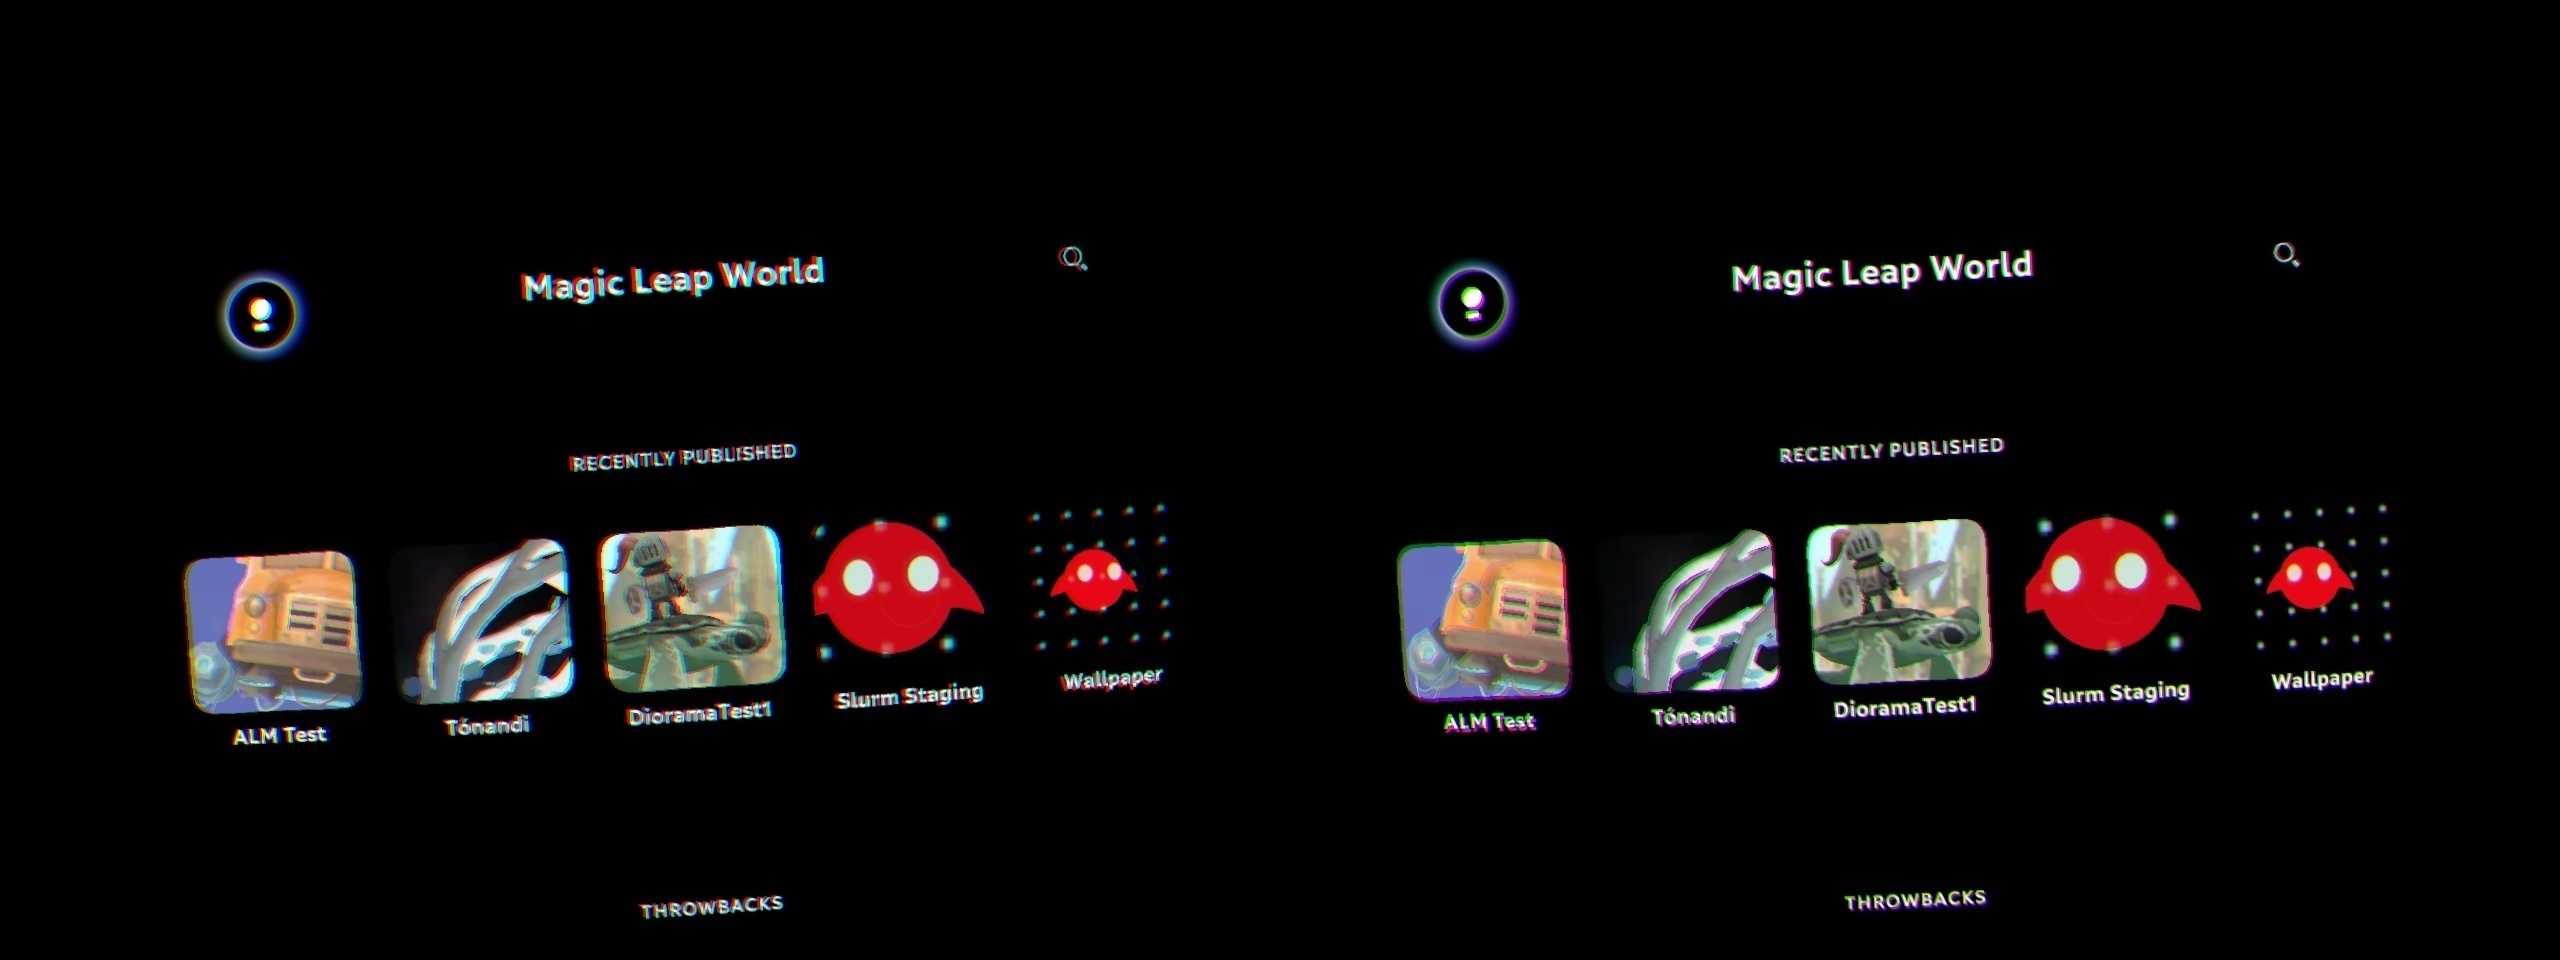 Magic Leap World
RECENTLY PUBLISHED
ALM Test
Tónandi
DioramaTest1
Slurm Staging
Wallpaper
THROWBACKS
Magic Leap World
RECENTLY PUBLISHED
ALM Test
Tónandi
DioramaTest1
Slurm Staging
Wallpaper
THROWBACKS